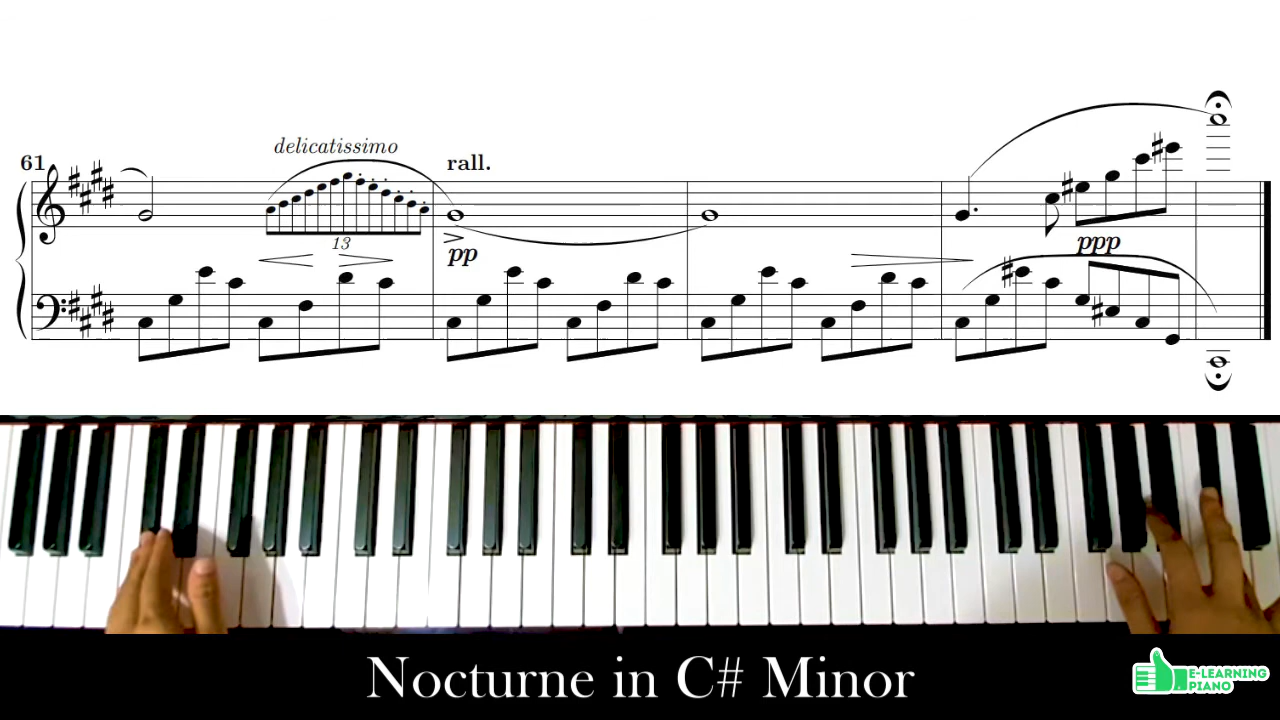 delicatissimo
61
rall.
13
pp
ppp
Nocturne in C# Minor
E-LEARNING
PIANO